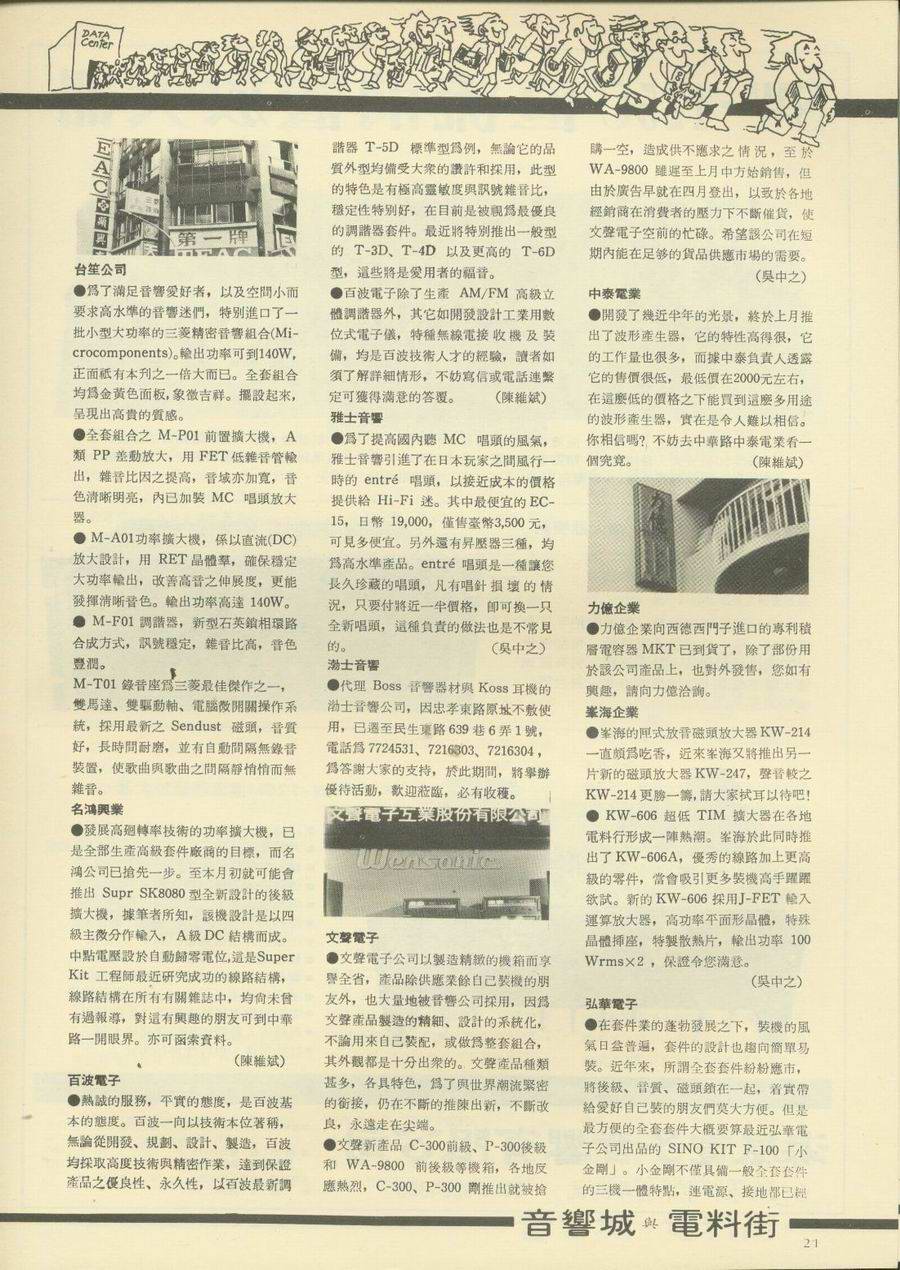 DATA
Center
TEAC
第一牌
台笙公司
●爲了滿足音響愛好者，以及空間小而
要求高水準的音響迷們，特別進口了一
批小型大功率的三菱精密音響組合(Mi-
crocomponents)。輸出功率可到140W,
正面祇有本刋之一倍大而已。全套組合
均爲金黃色面板,象徵吉祥。擺設起來，
呈現出高貴的質感。
●全套組合之 M-P01 前置擴大機，A
類 PP 差動放大，用 FET 低雜音管輸
出，雜音比因之提高，音域亦加寬，音
色清晰明亮，內已加裝 MC 唱頭放大
器。
● M-A01功率擴大機，係以直流(DC)
放大設計，用 RET 晶體羣，確保穩定
大功率輸出，改善高音之伸展度，更能
發揮清晰音色。輸出功率高達 140W。
● M-F01 調諧器，新型石英鎖相環路
合成方式，訊號穩定，雜音比高，音色
豐潤。
M-T01 錄音座爲三菱最佳傑作之一，
雙馬達、雙驅動軸、電腦微開關操作系
統，採用最新之 Sendust 磁頭，音質
好，長時間耐磨，並有自動間隔無錄音
裝置，使歌曲與歌曲之間隔靜悄悄而無
雜音。
名鴻興業
●發展高廻轉率技術的功率擴大機，已
是全部生產高級套件廠商的目標，而名
鴻公司已搶先一步。至本月初就可能會
推出 Supr SK8080 型全新設計的後級
擴大機，據筆者所知，該機設計是以四
級主微分作輸入，A級 DC 結構而成。
中點電壓設於自動歸零電位,這是Super
Kit 工程師最近研究成功的線路結構，
線路結構在所有有關雜誌中，均尙未曾
有過報導，對這有興趣的朋友可到中華
路一開眼界。亦可函索資料。
(陳維斌)
百波電子
●熱誠的服務，平實的態度，是百波基
本的態度。百波一向以技術本位著稱，
無論從開發、規劃、設計、製造，百波
均採取高度技術與精密作業，達到保證
產品之優良性、永久性，以百波最新調
諧器 T-5D 標準型爲例，無論它的品
質外型均備受大衆的讚許和採用，此型
的特色是有極高靈敏度與訊號雜音比，
穩定性特別好，在目前是被視爲最優良
的調諧器套件。最近將特別推出一般型
的 T-3D、T-4D 以及更高的 T-6D
型，這些將是愛用者的福音。
●百波電子除了生產 AM/FM 高級立
體調諧器外，其它如開發設計工業用數
位式電子儀，特種無線電接收機及裝
備，均是百波技術人才的經驗，讀者如
須了解詳細情形，不妨寫信或電話連繫
定可獲得滿意的答覆。 (陳維斌)
雅士音響
●爲了提高國內聽 MC 唱頭的風氣，
雅士音響引進了在日本玩家之間風行一
時的 entré 唱頭，以接近成本的價格
提供給 Hi-Fi 迷。其中最便宜的 EC-
15，日幣 19,000，僅售臺幣3,500 元，
可見多便宜。另外還有昇壓器三種，均
爲高水準產品。entré 唱頭是一種讓您
長久珍藏的唱頭，凡有唱針損壞的情
況，只要付將近一半價格，卽可換一只
全新唱頭，這種負責的做法也是不常見
的。 (吳中之)
渤士音響
●代理 Boss 音響器材與 Koss 耳機的
渤士音響公司，因忠孝東路原址不敷使
用，已遷至民生東路 639 巷 6 弄 1 號，
電話爲 7724531、7216303、7216304，
爲答謝大家的支持，於此期間，將舉辦
優待活動，歡迎蒞臨，必有收穫。
文聲電子工業股份有限公司
Wensonic
文聲電子
●文聲電子公司以製造精緻的機箱而享
譽全省，產品除供應業餘自己裝機的朋
友外，也大量地被音響公司採用，因爲
文聲產品製造的精細、設計的系統化，
不論用來自己裝配，或做爲整套組合，
其外觀都是十分出衆的。文聲產品種類
甚多，各具特色，爲了與世界潮流緊密
的銜接，仍在不斷的推陳出新，不斷改
良，永遠走在尖端。
●文聲新產品 C-300前級、P-300後級
和 WA-9800 前後級等機箱，各地反
應熱烈，C-300、P-300 剛推出就被搶
購一空，造成供不應求之情況，至於
WA-9800 雖遲至上月中方始銷售，但
由於廣告早就在四月登出，以致於各地
經銷商在消費者的壓力下不斷催貨，使
文聲電子空前的忙碌。希望該公司在短
期內能在足够的貨品供應市場的需要。
(吳中之)
中泰電業
●開發了幾近半年的光景，終於上月推
出了波形產生器，它的特性高得很，它
的工作量也很多，而據中泰負責人透露
它的售價很低，最低價在2000元左右，
在這麽低的價格之下能買到這麽多用途
的波形產生器，實在是令人難以相信。
你相信嗎？不妨去中華路中泰電業看一
個究竟。 (陳維斌)
力億
力億企業
●力億企業向西德西門子進口的專利積
層電容器 MKT 已到貨了，除了部份用
於該公司產品上，也對外發售，您如有
興趣，請向力億洽詢。
峯海企業
●峯海的匣式放音磁頭放大器 KW-214
一直頗爲吃香，近來峯海又將推出另一
片新的磁頭放大器 KW-247，聲音較之
KW-214 更勝一籌,請大家拭耳以待吧!
● KW-606 超低 TIM 擴大器在各地
電料行形成一陣熱潮。峯海於此同時推
出了 KW-606A，優秀的線路加上更高
級的零件，當會吸引更多裝機高手躍躍
欲試。新的 KW-606 採用J-FET 輸入
運算放大器，高功率平面形晶體，特殊
晶體揷座，特製散熱片，輸出功率 100
Wrms×2，保證令您滿意。
(吳中之)
弘華電子
●在套件業的蓬勃發展之下，裝機的風
氣日益普遍，套件的設計也趨向簡單易
裝。近年來，所謂全套套件紛紛應市，
將後級、音質、磁頭鎖在一起，着實帶
給愛好自己裝的朋友們莫大方便。但是
最方便的全套套件大概要算最近弘華電
子公司出品的 SINO KIT F-100「小
金剛」。小金剛不僅具備一般全套套件
的三機一體特點，連電源、接地都已經
音響城與電料街
21